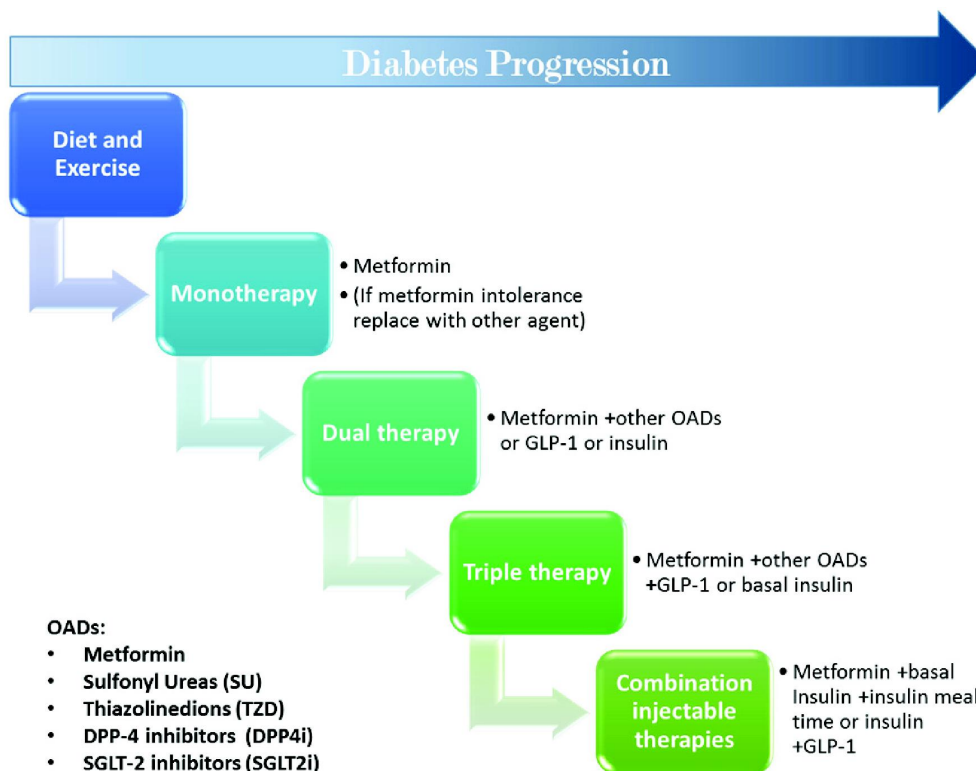 Diabetes Progression
Diet and
Exercise
Monotherapy
• Metformin
• (If metformin intolerance
replace with other agent)
Dual therapy
• Metformin +other OADs
or GLP-1 or insulin
Triple therapy
• Metformin +other OADs
+GLP-1 or basal insulin
Combination
injectable
therapies
• Metformin +basal
Insulin +insulin meal
time or insulin
+GLP-1
OADs:
• Metformin
• Sulfonyl Ureas (SU)
• Thiazolinedions (TZD)
• DPP-4 inhibitors (DPP4i)
• SGLT-2 inhibitors (SGLT2i)